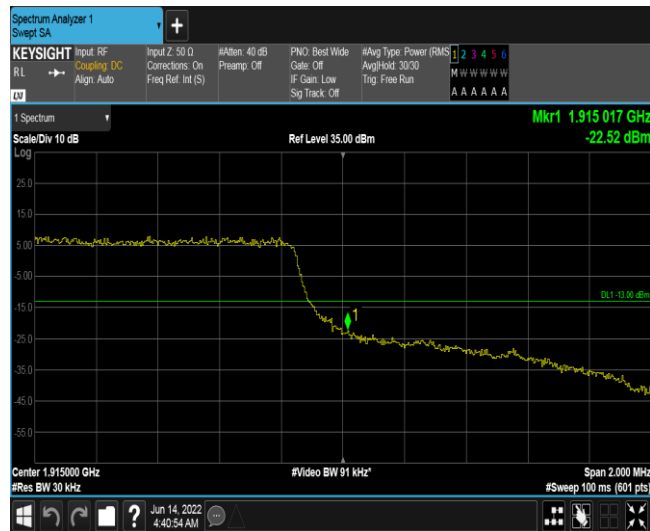 Spectrum Analyzer 1
Swept SA
KEYSIGHT
RL
LXI
Input: RF
Coupling: DC
Align: Auto
Input Z: 50 Ω
Corrections: On
Freq Ref: Int (S)
#Atten: 40 dB
Preamp: Off
PNO: Best Wide
Gate: Off
IF Gain: Low
Sig Track: Off
#Avg Type: Power (RMS
Avg|Hold: 30/30
Trig: Free Run
1 2 3 4 5 6
M W W W W W
A A A A A A
1 Spectrum
Scale/Div 10 dB
Ref Level 35.00 dBm
Mkr1 1.915 017 GHz
-22.52 dBm
Log
25.0
15.0
5.00
-5.00
DL1 -13.00 dBm
-15.0
1
-25.0
-35.0
-45.0
-55.0
Center 1.915000 GHz
#Video BW 91 kHz*
Span 2.000 MHz
#Res BW 30 kHz
#Sweep 100 ms (601 pts)
?
Jun 14, 2022
4:40:54 AM